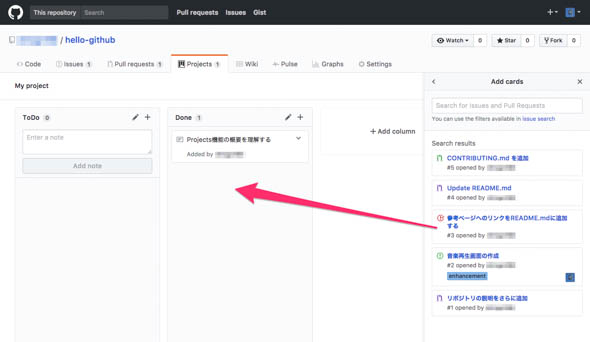 This repository Search Pull requests Issues Gist
/ hello-github
Watch 0 Star 0 Fork 0
Code Issues 1 Pull requests 1 Projects 1 Wiki Pulse Graphs Settings
My project
ToDo 0
Enter a note
Add note
Done 1
Projects機能の概要を理解する
Added by
Add column
Add cards
Search for Issues and Pull Requests
You can use the filters available in issue search
Search results
CONTRIBUTING.md を追加
#5 opened by
Update README.md
#4 opened by
参考ページへのリンクをREADME.mdに追加
する
#3 opened by
音楽再生画面の作成
#2 opened by
enhancement
リポジトリの説明をさらに追加
#1 opened by